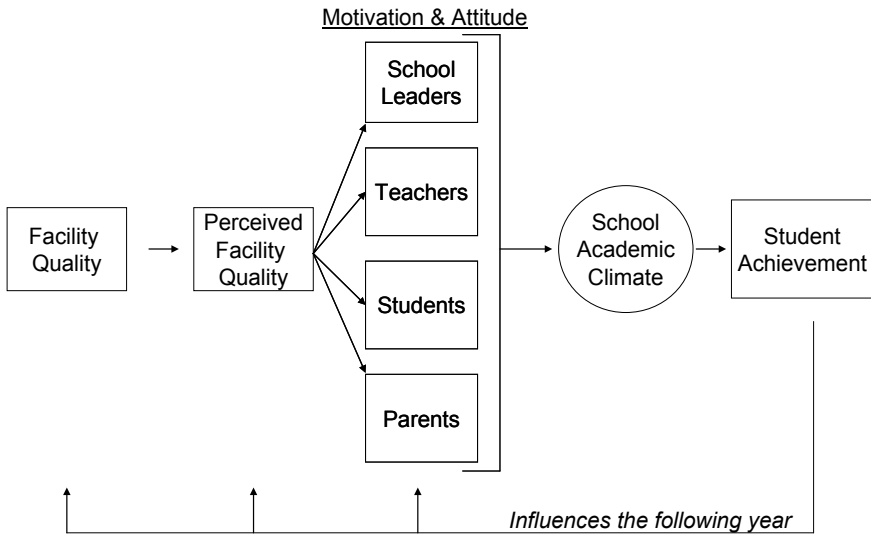 Motivation & Attitude
School
Leaders
Teachers
Students
Parents
Facility
Quality
Perceived
Facility
Quality
School
Academic
Climate
Student
Achievement
Influences the following year